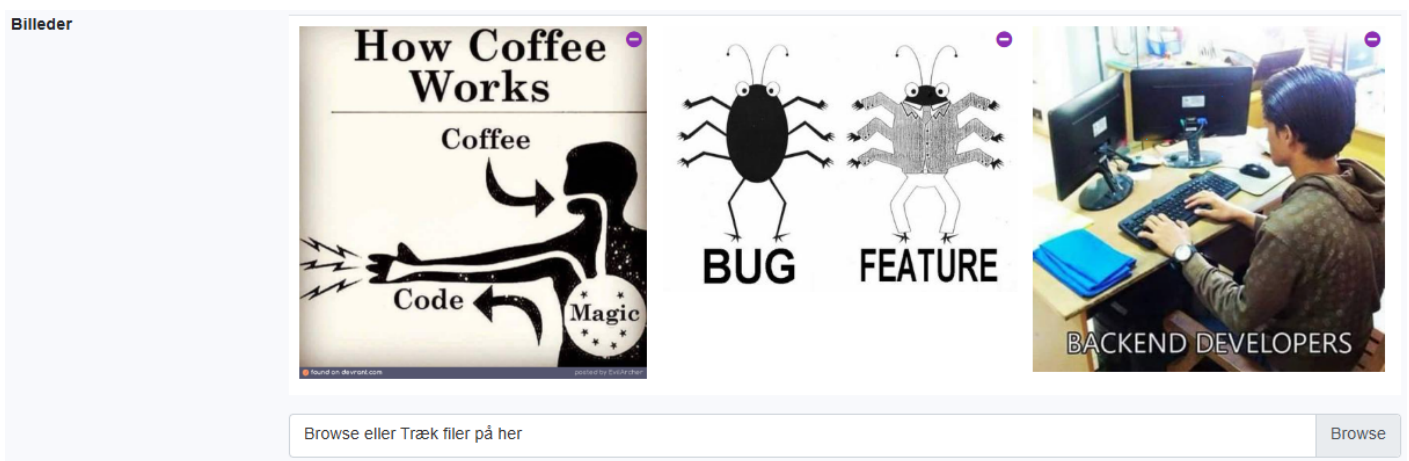 Billeder
How Coffee
Works
Coffee
Code
Magic
found on devrant.com
posted by EvilArcher
BUG
FEATURE
BACKEND DEVELOPERS
Browse eller Træk filer på her
Browse